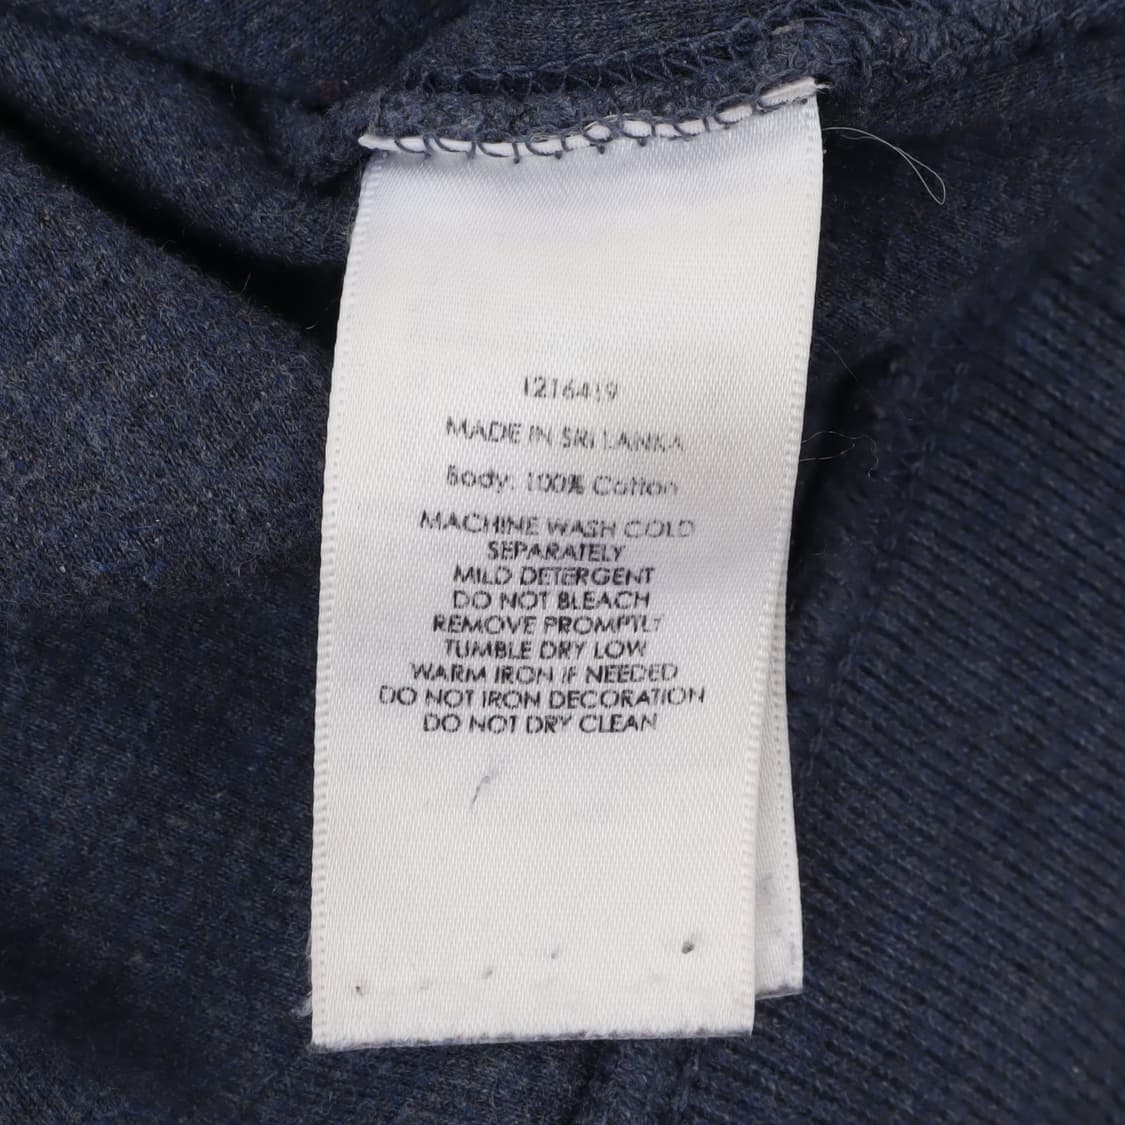 1216419
MADE IN SRI LANKA
Body: 100% Cotton
MACHINE WASH COLD
SEPARATELY
MILD DETERGENT
DO NOT BLEACH
REMOVE PROMPTLY
TUMBLE DRY LOW
WARM IRON IF NEEDED
DO NOT IRON DECORATION
DO NOT DRY CLEAN